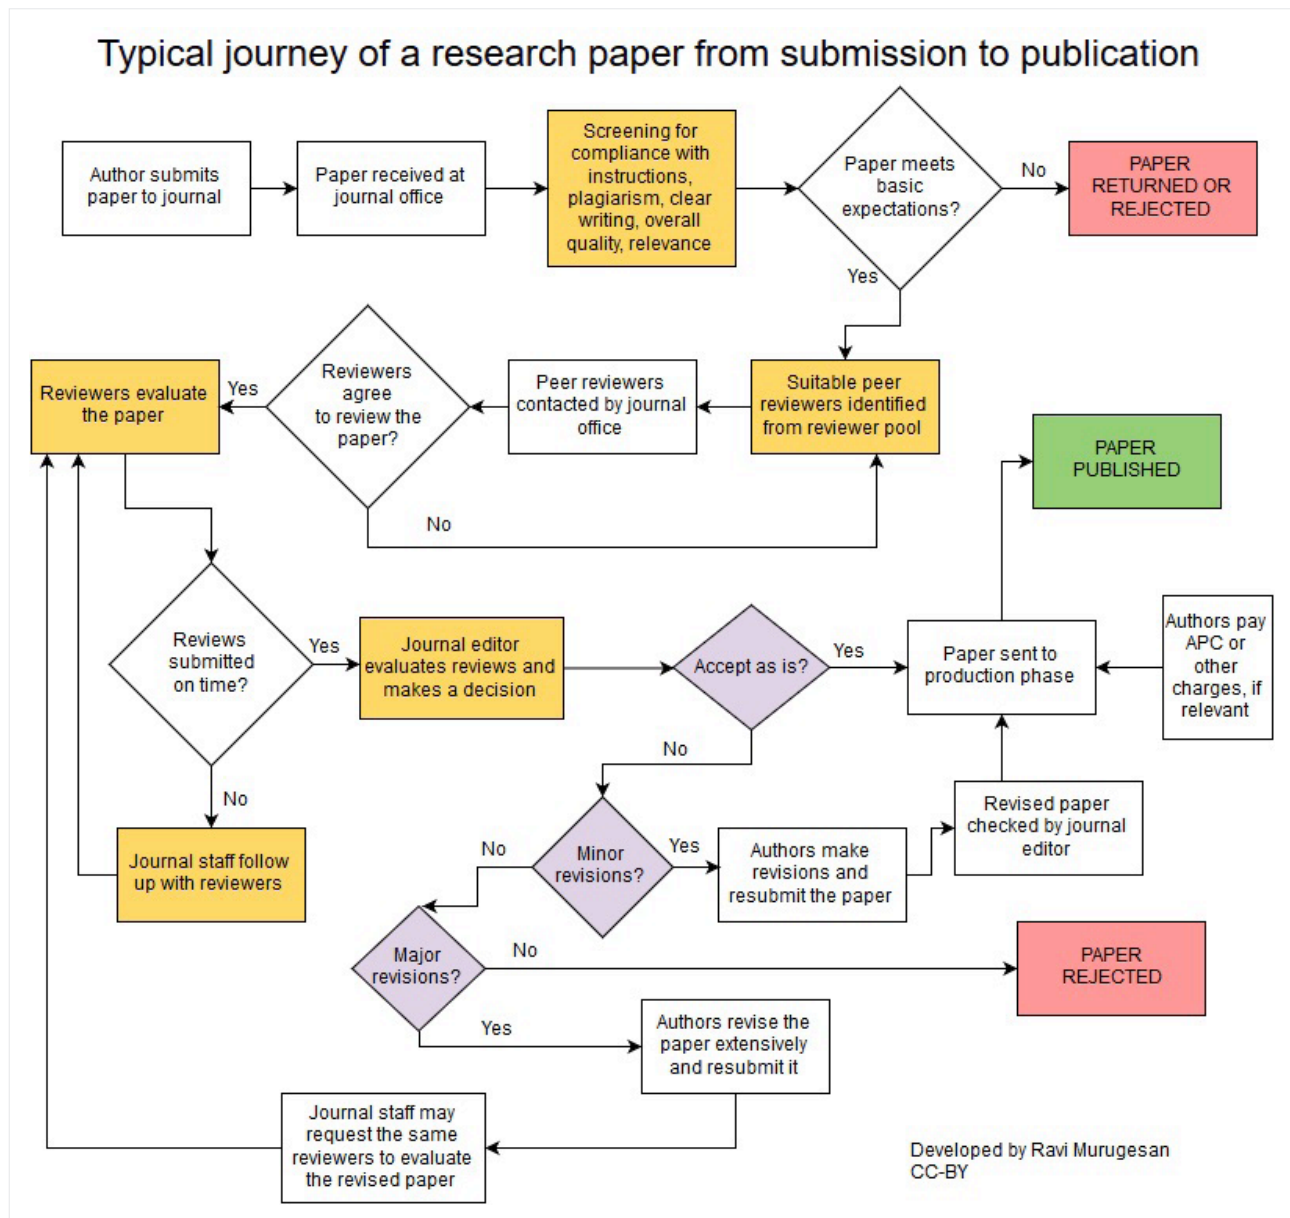 Typical journey of a research paper from submission to publication
Author submits
paper to journal
Paper received at
journal office
Screening for
compliance with
instructions,
plagiarism, clear
writing, overall
quality, relevance
Paper meets
basic
expectations?
No
PAPER
RETURNED OR
REJECTED
Yes
Reviewers evaluate
the paper
Yes
Reviewers
agree
to review the
paper?
Peer reviewers
contacted by journal
office
Suitable peer
reviewers identified
from reviewer pool
No
PAPER
PUBLISHED
Reviews
submitted
on time?
Yes
Journal editor
evaluates reviews and
makes a decision
Accept as is?
Yes
Paper sent to
production phase
Authors pay
APC or
other
charges, if
relevant
No
No
Journal staff follow
up with reviewers
No
Minor
revisions?
Yes
Authors make
revisions and
resubmit the paper
Revised paper
checked by journal
editor
Major
revisions?
No
PAPER
REJECTED
Yes
Authors revise the
paper extensively
and resubmit it
Journal staff may
request the same
reviewers to evaluate
the revised paper
Developed by Ravi Murugesan
CC-BY